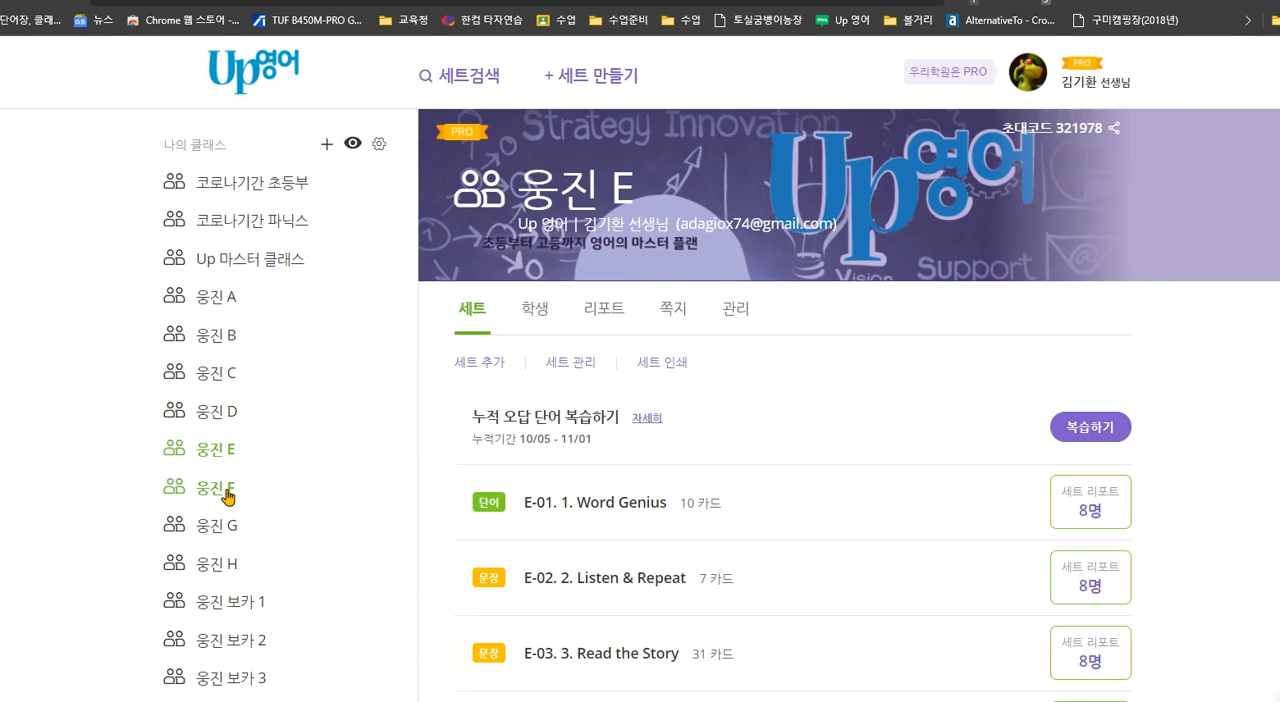 단어장, 클래... 뉴스 Chrome 웹 스토어 -... TUF B450M-PRO G... 교육청 한컴 타자연습 수업 수업준비 수업 토실궁뱅이농장 Up 영어 볼거리 AlternativeTo - Cro... 구미캠핑장(2018년)
Up영어
세트검색
+ 세트 만들기
우리학원은 PRO
PRO
김기환 선생님
나의 클래스
코로나기간 초등부
코로나기간 파닉스
Up 마스터 클래스
웅진 A
웅진 B
웅진 C
웅진 D
웅진 E
웅진 F
웅진 G
웅진 H
웅진 보카 1
웅진 보카 2
웅진 보카 3
PRO
Strategy Innovation
초대코드 321978
Up영어
웅진 E
Up 영어 | 김기환 선생님 (adagiox74@gmail.com)
초등부터 고등까지 영어의 마스터 플랜
Vision
Support
세트 학생 리포트 쪽지 관리
세트 추가 | 세트 관리 | 세트 인쇄
누적 오답 단어 복습하기 자세히
누적기간 10/05 - 11/01
복습하기
단어 E-01. 1. Word Genius 10 카드
세트 리포트
8명
문장 E-02. 2. Listen & Repeat 7 카드
세트 리포트
8명
문장 E-03. 3. Read the Story 31 카드
세트 리포트
8명